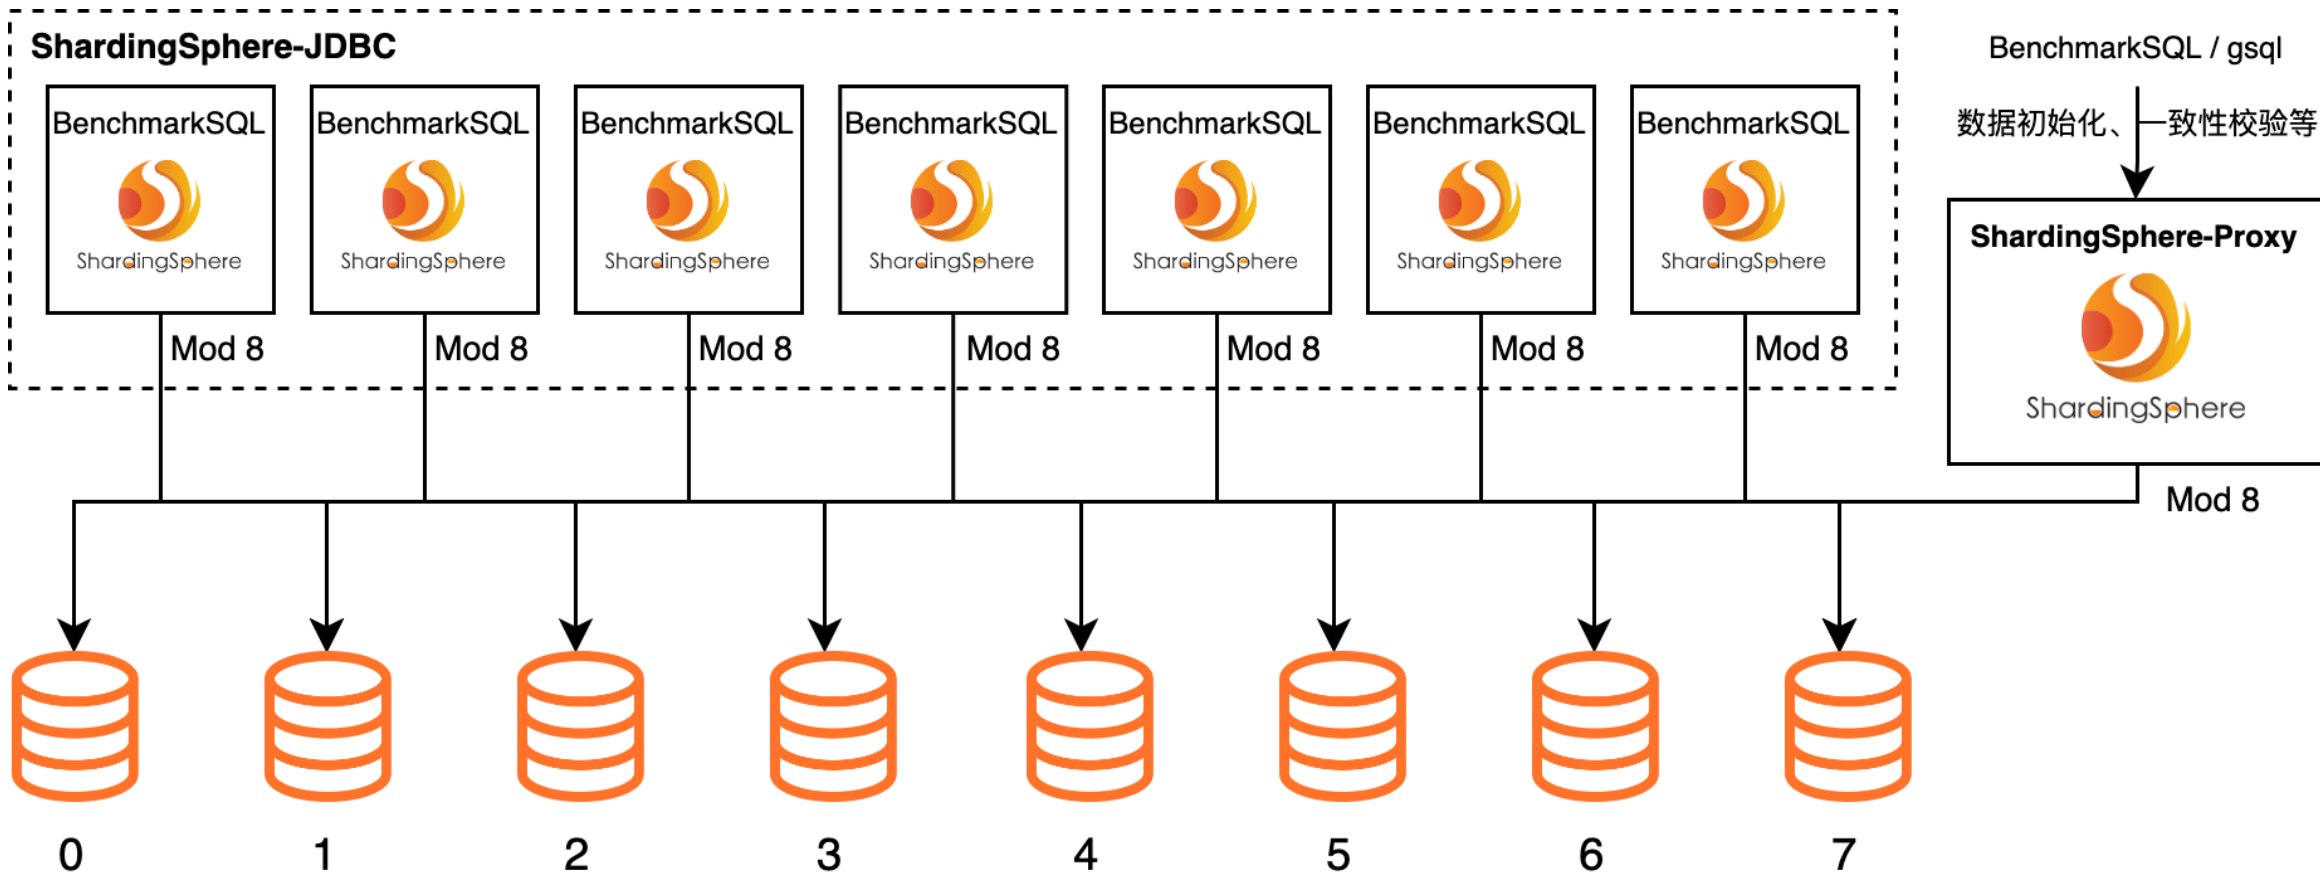 ShardingSphere-JDBC
BenchmarkSQL / gsql
BenchmarkSQL
BenchmarkSQL
BenchmarkSQL
BenchmarkSQL
BenchmarkSQL
BenchmarkSQL
BenchmarkSQL
数据初始化、一致性校验等
ShardingSphere
ShardingSphere
ShardingSphere
ShardingSphere
ShardingSphere
ShardingSphere
ShardingSphere
ShardingSphere-Proxy
ShardingSphere
Mod 8
Mod 8
Mod 8
Mod 8
Mod 8
Mod 8
Mod 8
Mod 8
0
1
2
3
4
5
6
7